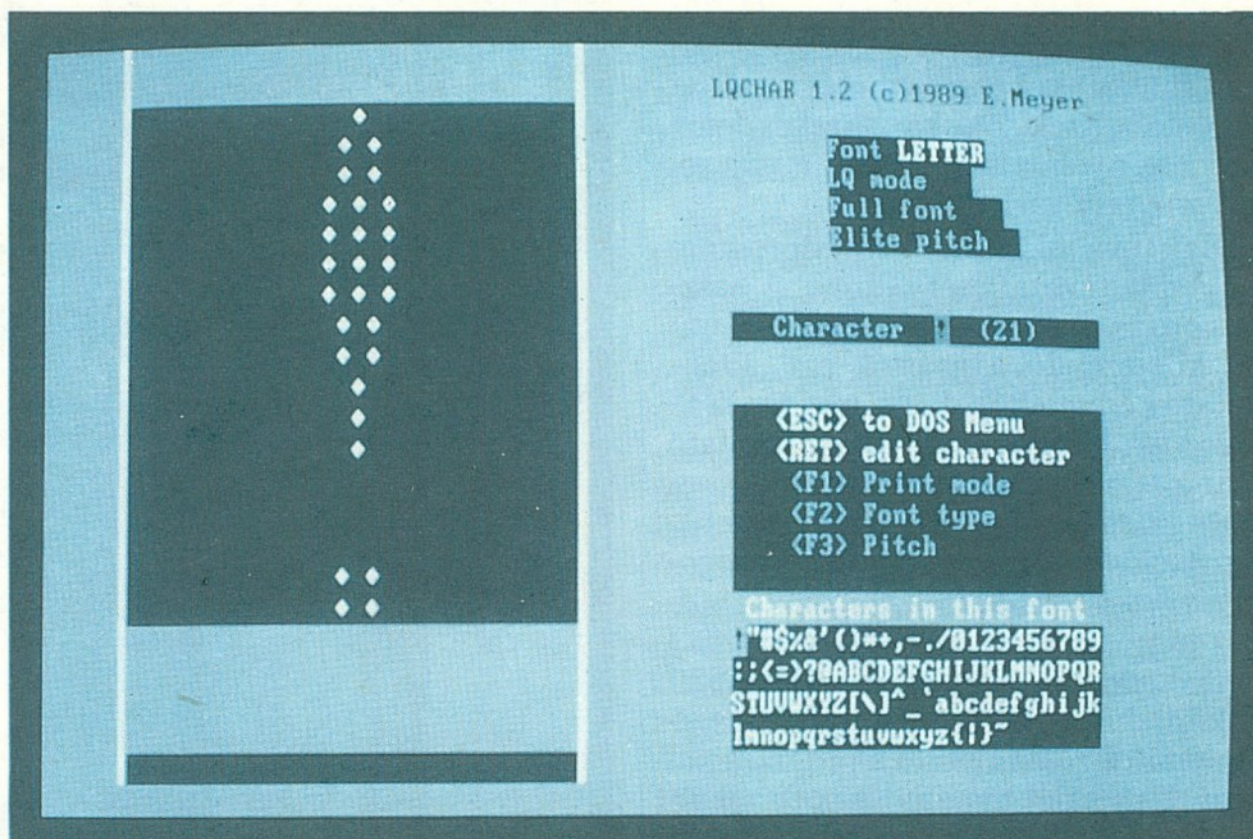 LQCHAR 1.2 (c)1989 E.Meyer
Font LETTER
LQ mode
Full font
Elite pitch
Character ! (21)
<ESC> to DOS Menu
<RET> edit character
<F1> Print mode
<F2> Font type
<F3> Pitch
Characters in this font
!"#$%&'()*+,-./0123456789
:;<=>?@ABCDEFGHIJKLMNOPQR
STUVWXYZ[\]^_`abcdefghijk
lmnopqrstuvwxyz{|}~